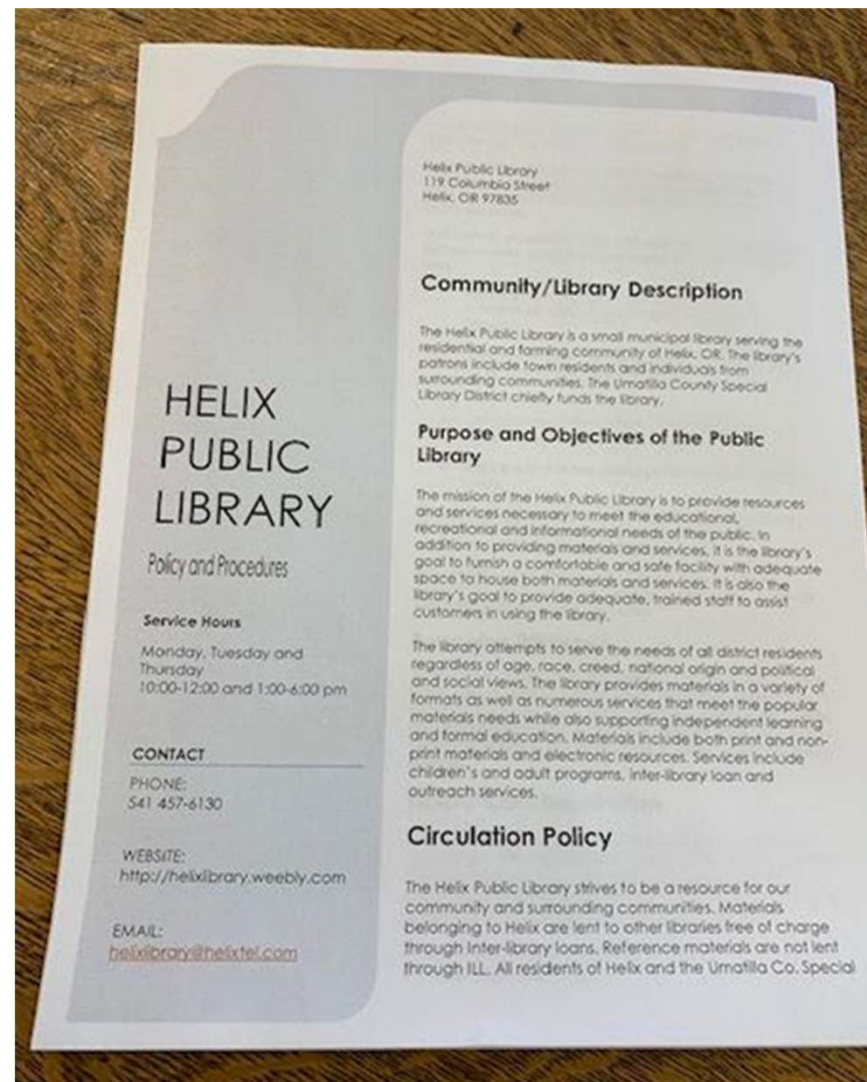 HELIX
PUBLIC
LIBRARY
Policy and Procedures
Service Hours
Monday, Tuesday and
Thursday
10:00-12:00 and 1:00-6:00 pm
CONTACT
PHONE:
541 457-6130
WEBSITE:
http://helixlibrary.weebly.com
EMAIL:
helixlibrary@helixtel.com
Helix Public Library
119 Columbia Street
Helix, OR 97835
Community/Library Description
The Helix Public Library is a small municipal library serving the
residential and farming community of Helix, OR. The library's
patrons include town residents and individuals from
surrounding communities. The Umatilla County Special
Library District chiefly funds the library.
Purpose and Objectives of the Public
Library
The mission of the Helix Public Library is to provide resources
and services necessary to meet the educational,
recreational and informational needs of the public. In
addition to providing materials and services, it is the library's
goal to furnish a comfortable and safe facility with adequate
space to house both materials and services. It is also the
library's goal to provide adequate, trained staff to assist
customers in using the library.
The library attempts to serve the needs of all district residents
regardless of age, race, creed, national origin and political
and social views. The library provides materials in a variety of
formats as well as numerous services that meet the popular
materials needs while also supporting independent learning
and formal education. Materials include both print and non-
print materials and electronic resources. Services include
children's and adult programs, inter-library loan and
outreach services.
Circulation Policy
The Helix Public Library strives to be a resource for our
community and surrounding communities. Materials
belonging to Helix are lent to other libraries free of charge
through Inter-library loans. Reference materials are not lent
through ILL. All residents of Helix and the Umatilla Co. Special